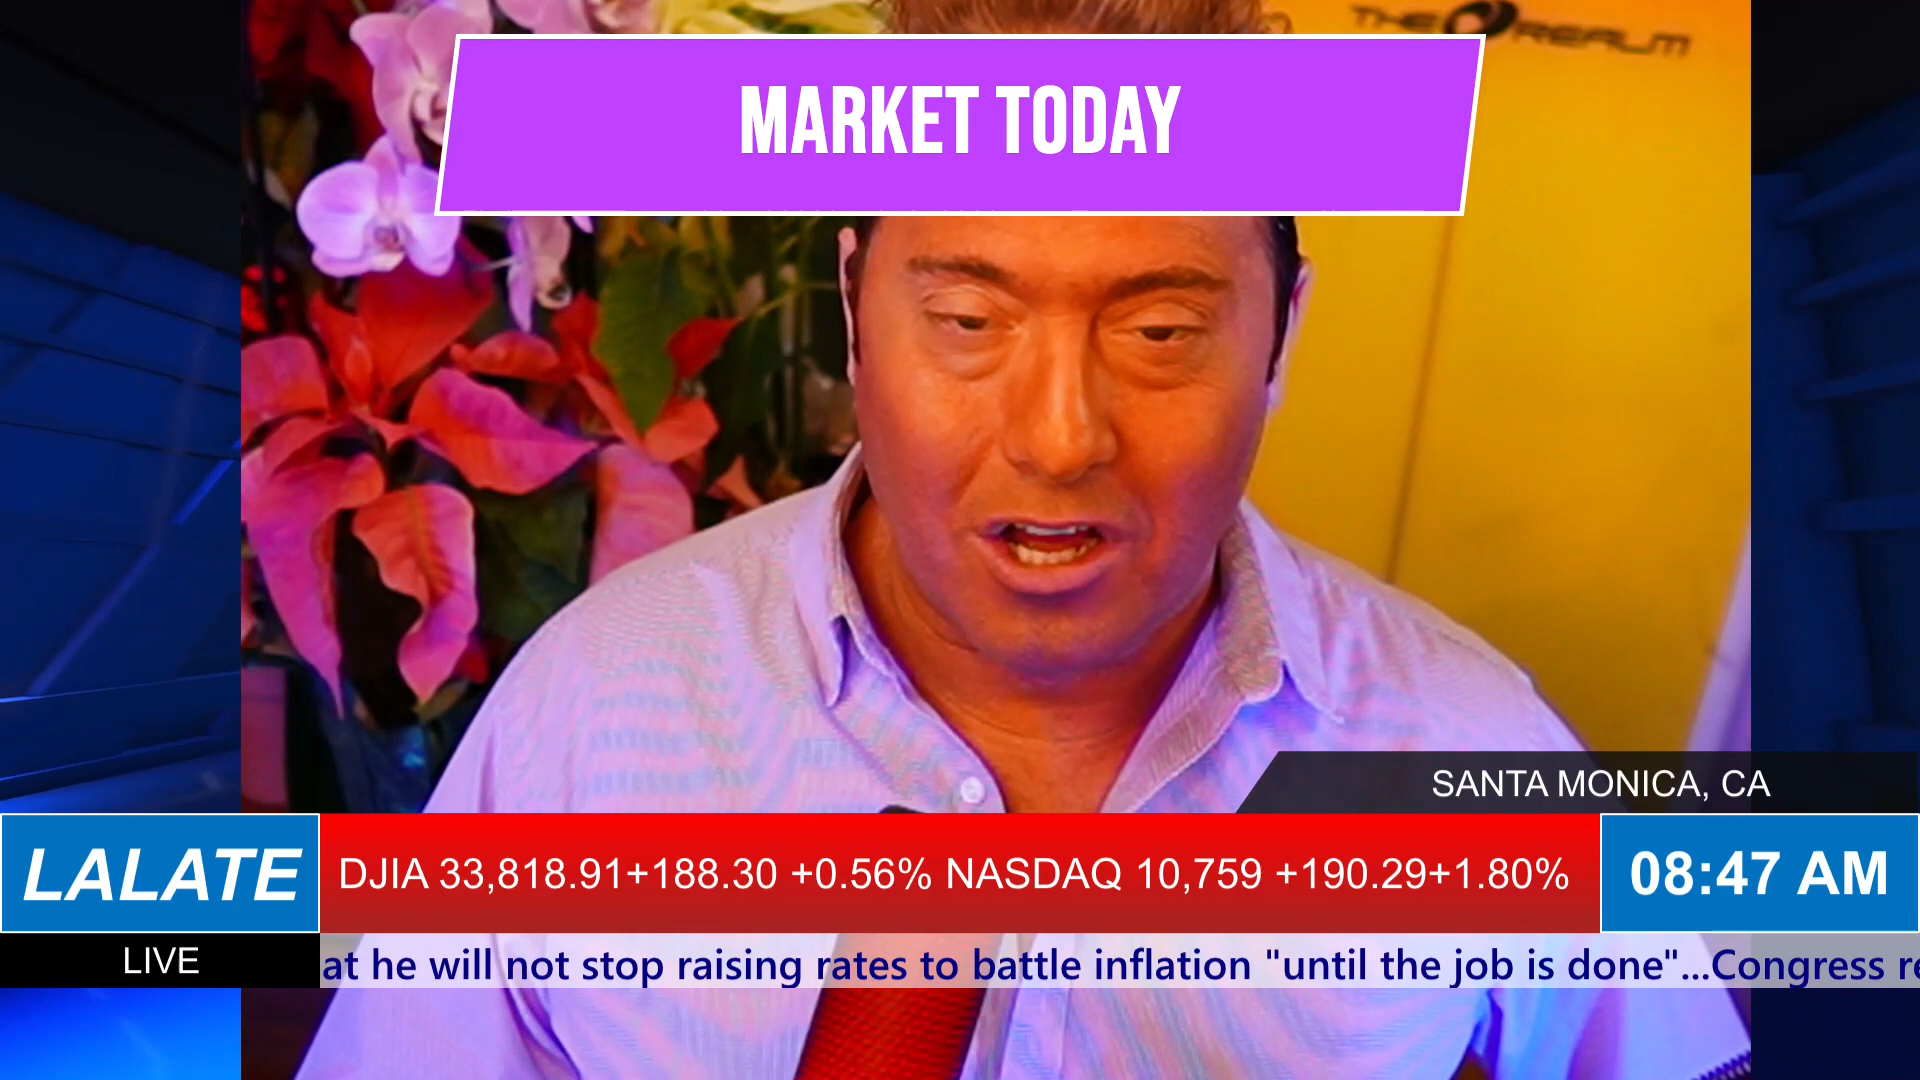 THE REALM
MARKET TODAY
SANTA MONICA, CA
LALATE
DJIA 33,818.91+188.30 +0.56% NASDAQ 10,759 +190.29+1.80%
08:47 AM
LIVE
at he will not stop raising rates to battle inflation "until the job is done"...Congress